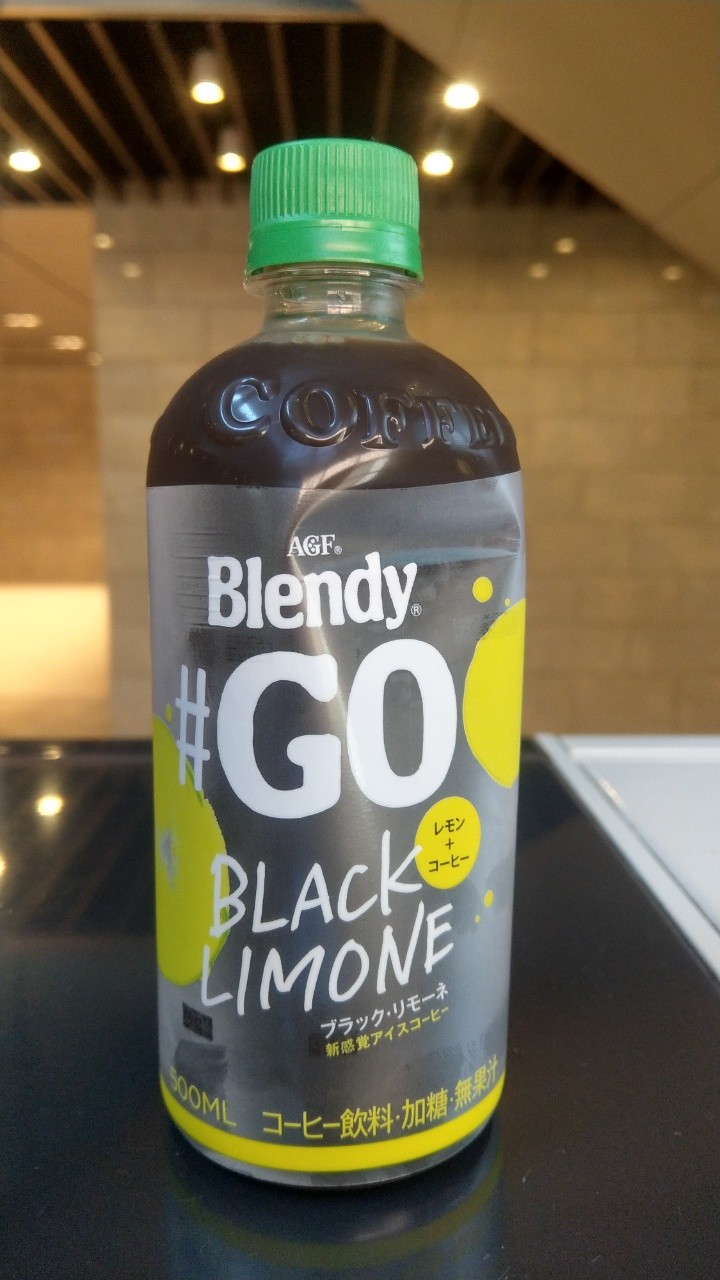 COFFE
AGF®
Blendy®
#GO
レモン
+
コーヒー
BLACK
LIMONE
ブラック・リモーネ
新感覚アイスコーヒー
500ML
コーヒー飲料・加糖・無果汁